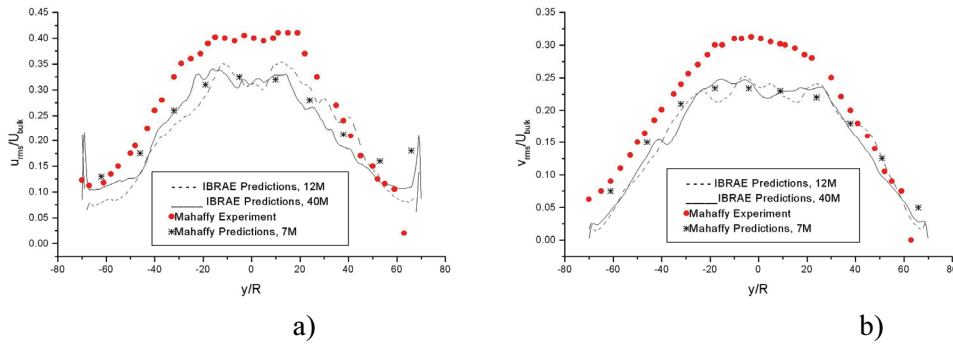 0.45
0.40
0.35
0.30
0.25
0.20
0.15
0.10
0.05
0.00
u_rms/U_bulk
IBRAE Predictions, 12M
IBRAE Predictions, 40M
Mahaffy Experiment
Mahaffy Predictions, 7M
-80 -60 -40 -20 0 20 40 60 80
y/R
a)
0.35
0.30
0.25
0.20
0.15
0.10
0.05
0.00
v_rms/U_bulk
IBRAE Predictions, 12M
IBRAE Predictions, 40M
Mahaffy Experiment
Mahaffy Predictions, 7M
-80 -60 -40 -20 0 20 40 60 80
y/R
b)